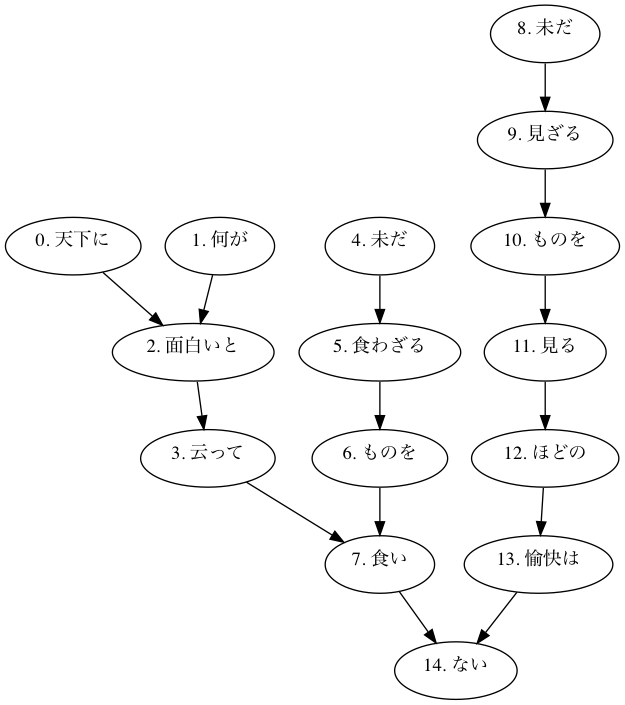 8. 未だ
9. 見ざる
0. 天下に
1. 何が
4. 未だ
10. ものを
2. 面白いと
5. 食わざる
11. 見る
3. 云って
6. ものを
12. ほどの
7. 食い
13. 愉快は
14. ない